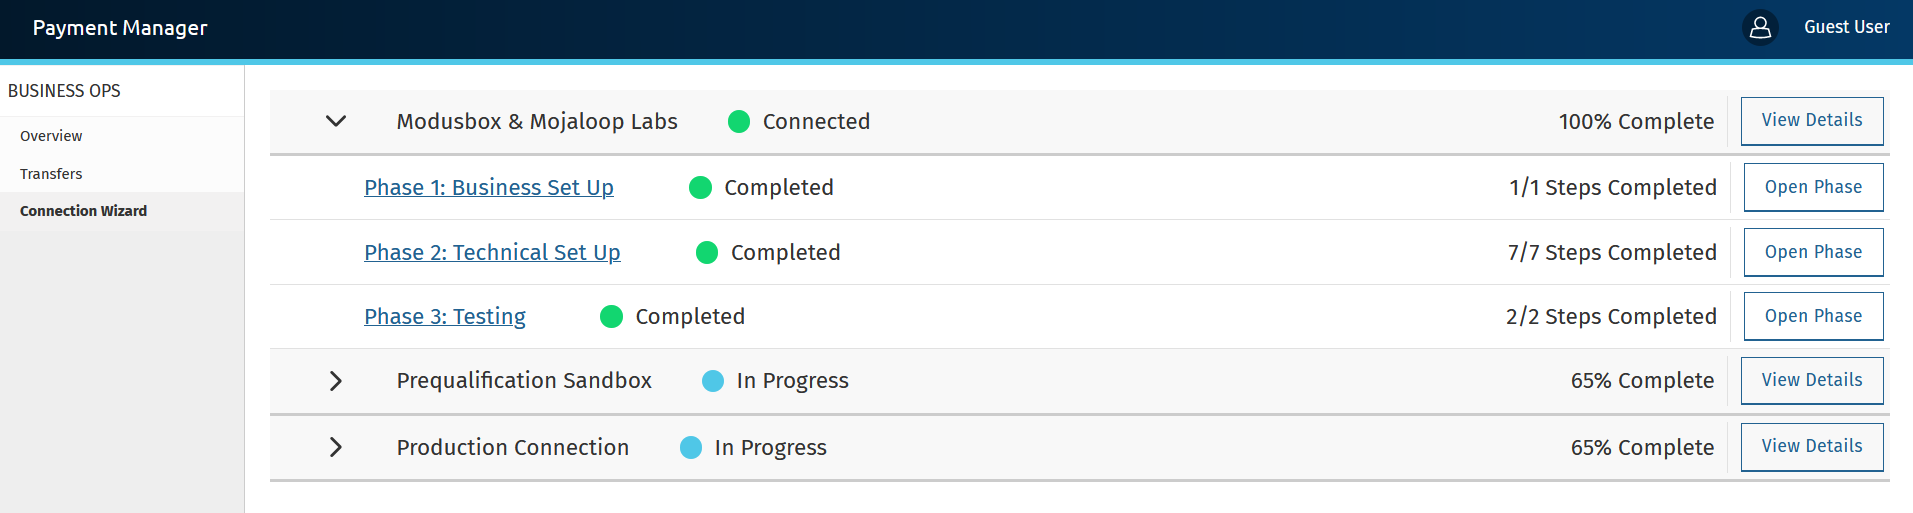 Payment Manager
Guest User
BUSINESS OPS
Overview
Transfers
Connection Wizard
Modusbox & Mojaloop Labs Connected 100% Complete View Details
Phase 1: Business Set Up Completed 1/1 Steps Completed Open Phase
Phase 2: Technical Set Up Completed 7/7 Steps Completed Open Phase
Phase 3: Testing Completed 2/2 Steps Completed Open Phase
Prequalification Sandbox In Progress 65% Complete View Details
Production Connection In Progress 65% Complete View Details